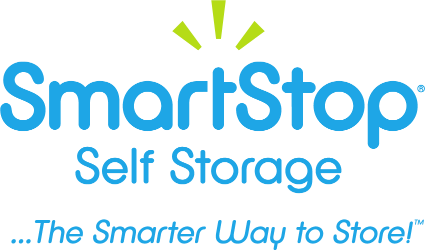 SmartStop®
Self Storage
...The Smarter Way to Store!™